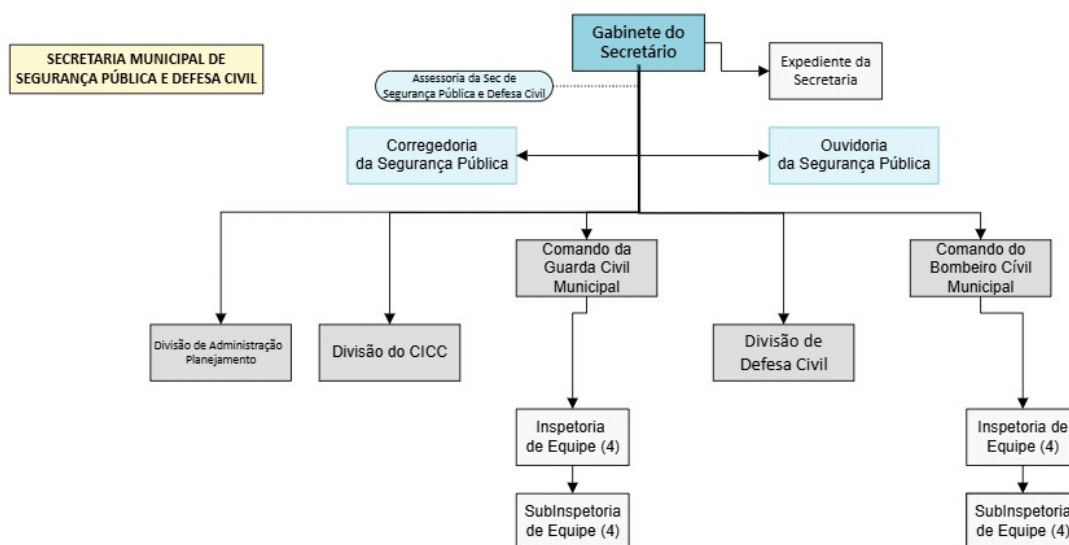 SECRETARIA MUNICIPAL DE
SEGURANÇA PÚBLICA E DEFESA CIVIL
Gabinete do
Secretário
Expediente da
Secretaria
Assessoria da Sec de
Segurança Pública e Defesa Civil
Corregedoria
da Segurança Pública
Ouvidoria
da Segurança Pública
Comando da
Guarda Civil
Municipal
Comando do
Bombeiro Cívil
Municipal
Divisão de Administração
Planejamento
Divisão do CICC
Divisão de
Defesa Civil
Inspetoria
de Equipe (4)
Inspetoria de
Equipe (4)
SubInspetoria
de Equipe (4)
SubInspetoria
de Equipe (4)